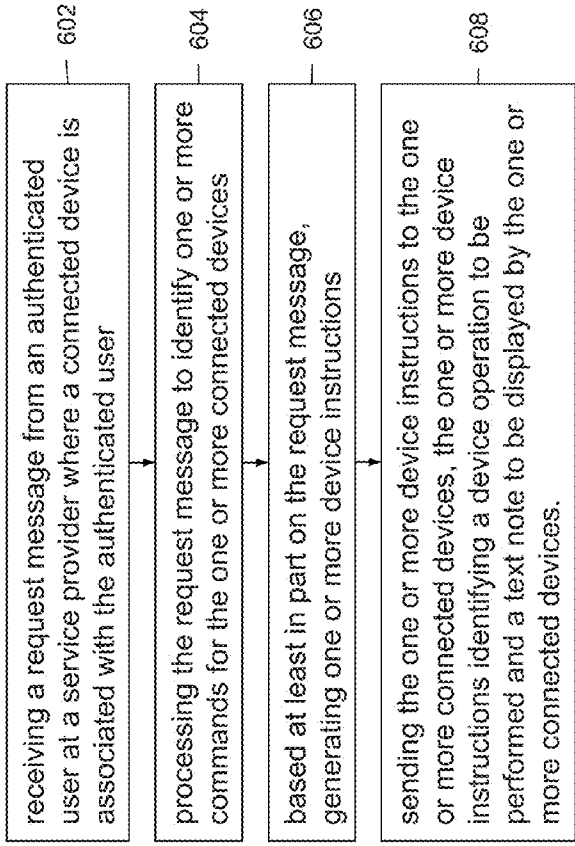 receiving a request message from an authenticated
user at a service provider where a connected device is
associated with the authenticated user
602
processing the request message to identify one or more
commands for the one or more connected devices
604
based at least in part on the request message,
generating one or more device instructions
606
sending the one or more device instructions to the one
or more connected devices, the one or more device
instructions identifying a device operation to be
performed and a text note to be displayed by the one or
more connected devices.
608